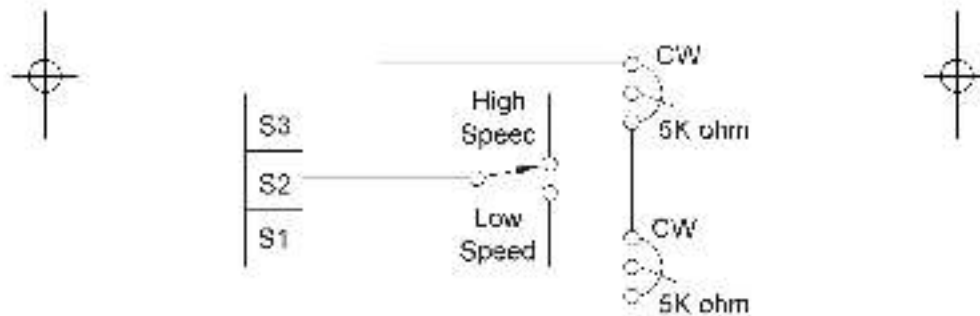 CW
High
Speec
S3
5K ohm
S2
Low
Speed
S1
CW
5K ohm